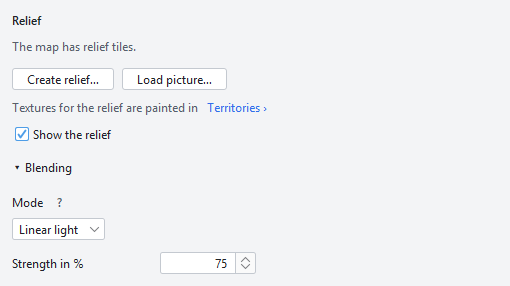 Relief
The map has relief tiles.
Create relief... Load picture...
Textures for the relief are painted in Territories ›
Show the relief
Blending
Mode ?
Linear light
Strength in % 75